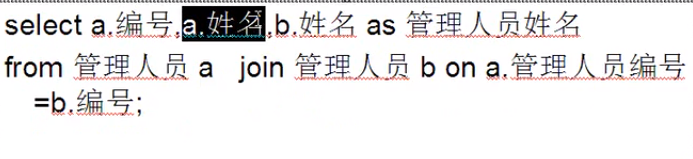 select a.编号,a.姓名,b.姓名 as 管理人员姓名
from 管理人员 a join 管理人员 b on a.管理人员编号
=b.编号;